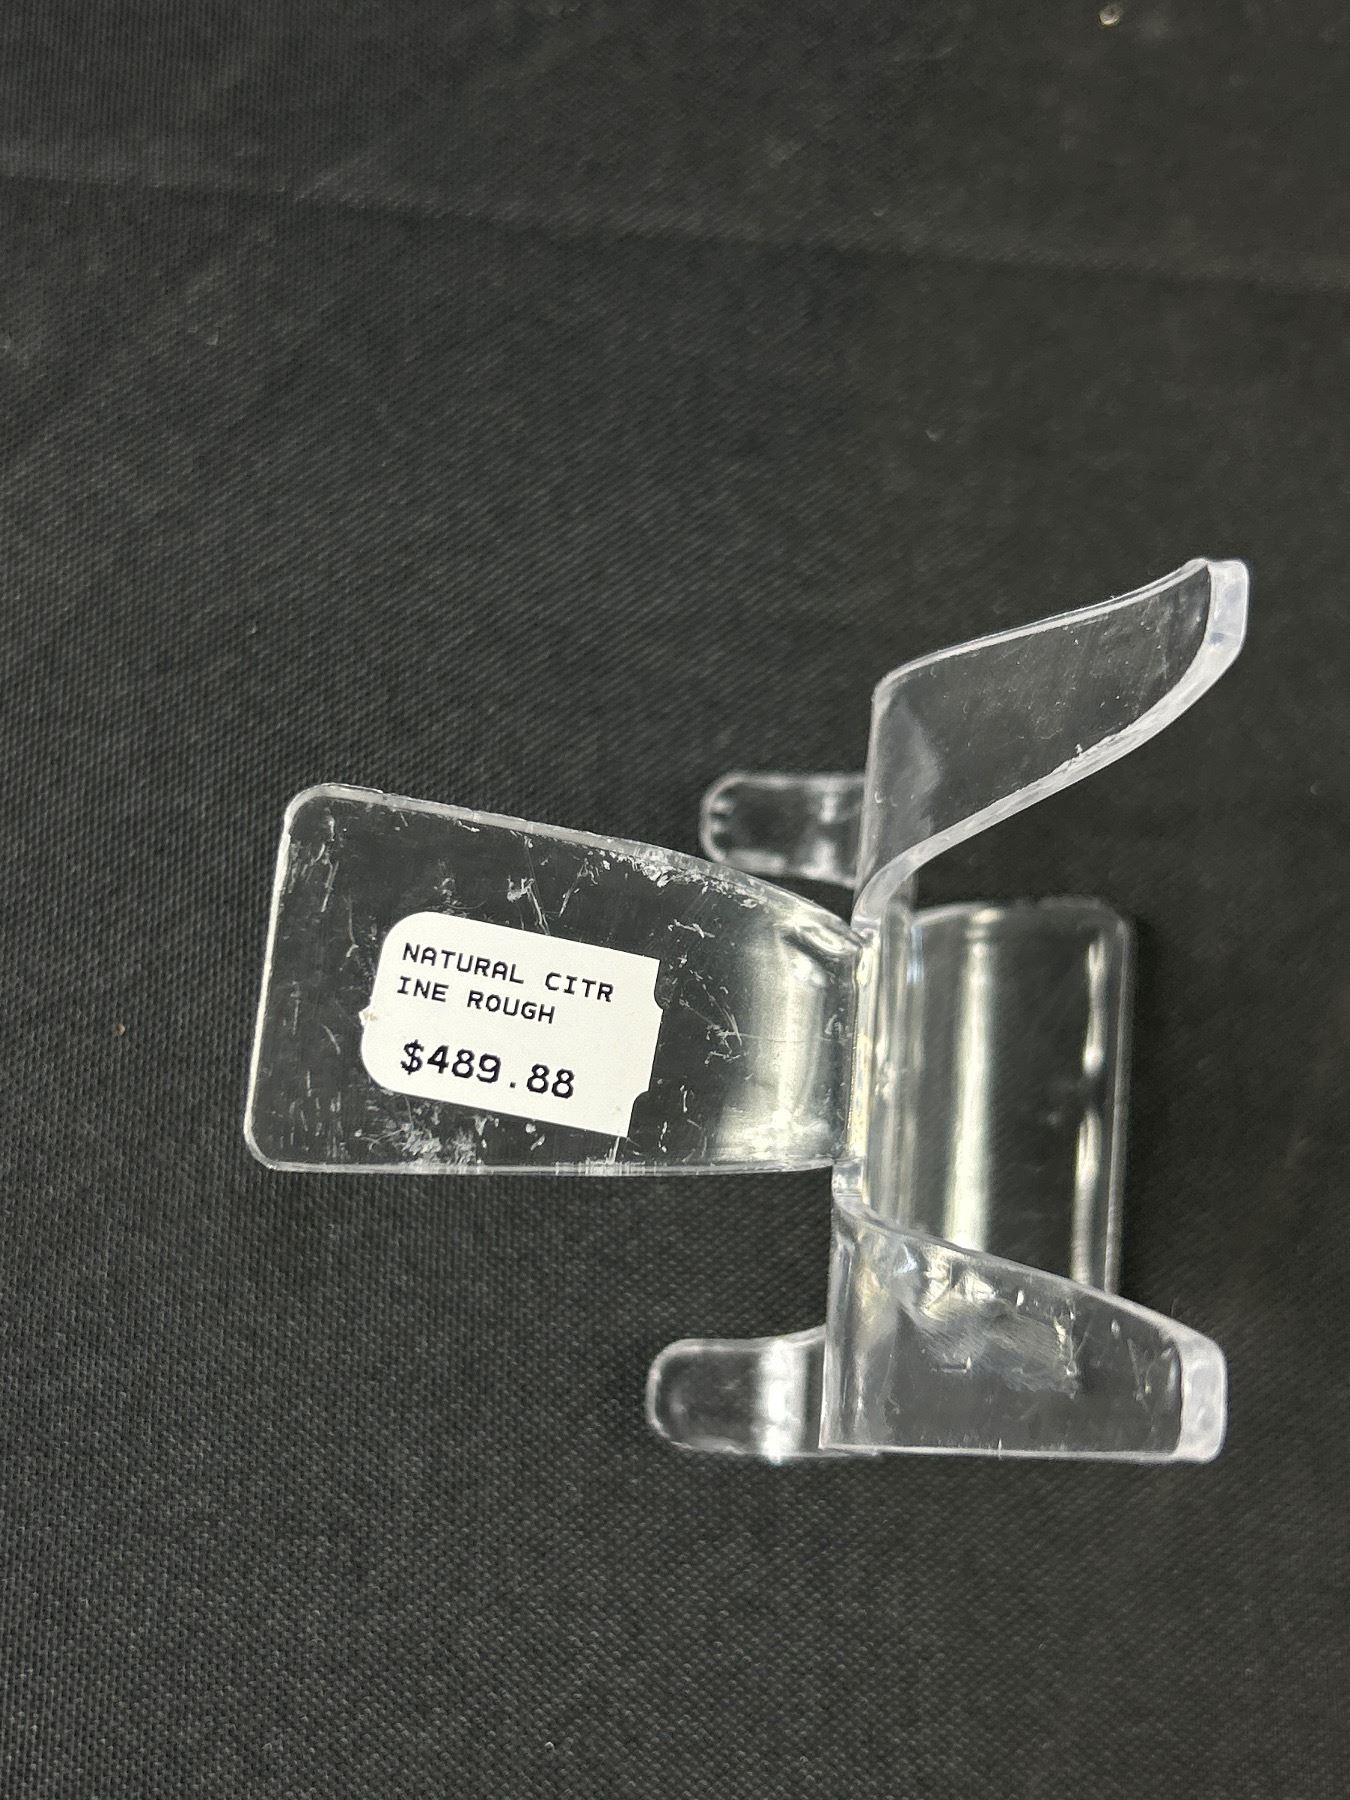 NATURAL CITR
INE ROUGH
$489.88